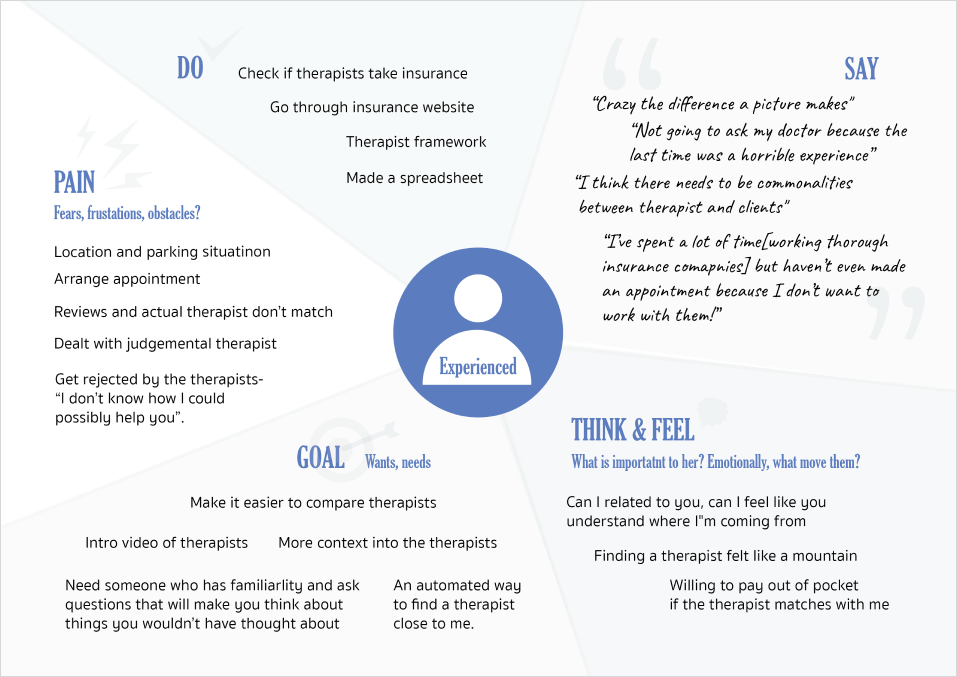 DO
Check if therapists take insurance
Go through insurance website
Therapist framework
Made a spreadsheet
SAY
“Crazy the difference a picture makes"
“Not going to ask my doctor because the
last time was a horrible experience”
“I think there needs to be commonalities
between therapist and clients"
“I've spent a lot of time[working thorough
insurance comapnies] but haven't even made
an appointment because I don't want to
work with them!”
PAIN
Fears, frustations, obstacles?
Location and parking situatinon
Arrange appointment
Reviews and actual therapist don't match
Dealt with judgemental therapist
Get rejected by the therapists-
“I don't know how I could
possibly help you”.
Experienced
GOAL Wants, needs
Make it easier to compare therapists
Intro video of therapists
More context into the therapists
Need someone who has familiarlity and ask
questions that will make you think about
things you wouldn't have thought about
An automated way
to find a therapist
close to me.
THINK & FEEL
What is importatnt to her? Emotionally, what move them?
Can I related to you, can I feel like you
understand where I"m coming from
Finding a therapist felt like a mountain
Willing to pay out of pocket
if the therapist matches with me